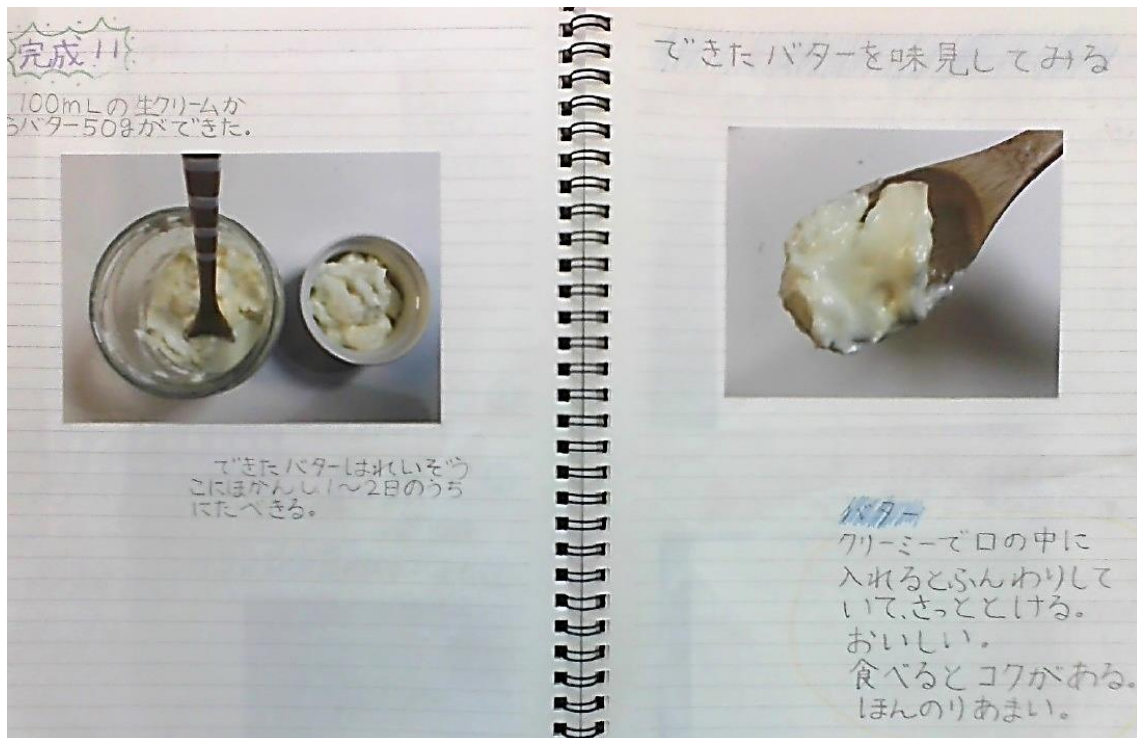 完成!!
100mLの生クリームか
らバター50gができた.
できたバターはれいぞう
こにほかんし1〜2日のうち
にたべきる。
できたバターを味見してみる
バター
クリーミーで口の中に
入れるとふんわりして
いて、さっととける。
おいしい。
食べるとコクがある。
ほんのりあまい。